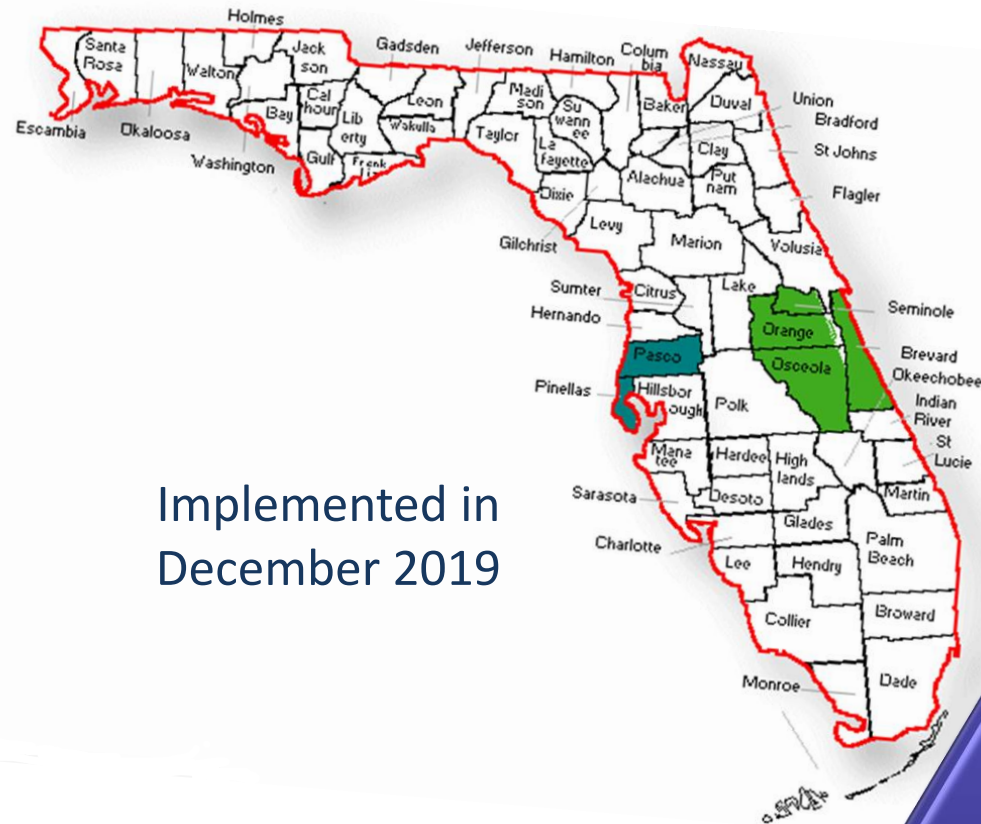 Holmes
Santa
Rosa
Walton
Jack
son
Gadsden
Jefferson
Hamilton
Colum
bia
Nassau
Escambia
Okaloosa
Washington
Bay
Cal
hour
Lib
erty
Gulf
Leon
Wakulla
Madi
son
Taylor
Su
wann
ee
La
fayette
Dixie
Baker
Duval
Union
Bradford
Clay
St Johns
Alachua
Put
nam
Flagler
Gilchrist
Levy
Marion
Volusia
Sumter
Citrus
Lake
Hernando
Seminole
Orange
Pasco
Osceola
Brevard
Okeechobee
Pinellas
Hillsbor
ough
Polk
Indian
River
St
Lucie
Mana
tee
Hardee
High
lands
Sarasota
Desoto
Martin
Charlotte
Glades
Palm
Beach
Lee
Hendry
Collier
Broward
Monroe
Dade
Implemented in
December 2019